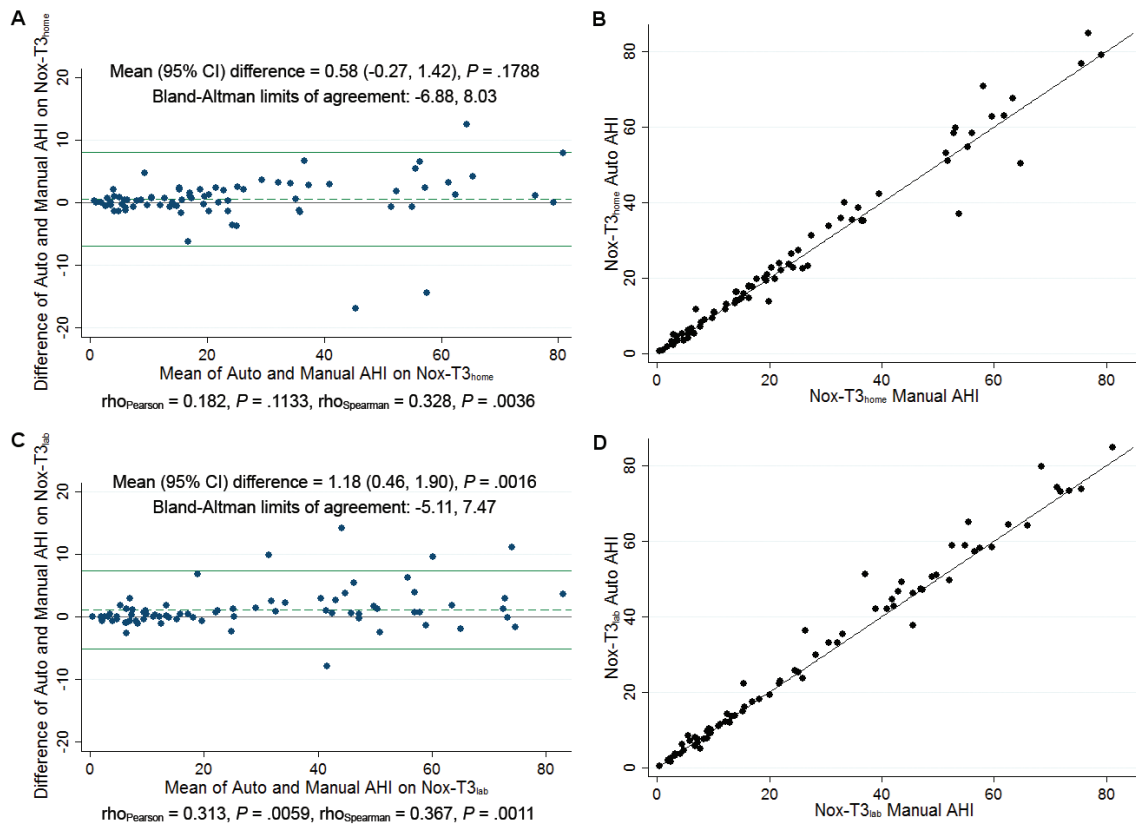 A
Difference of Auto and Manual AHI on Nox-T3home
Mean (95% CI) difference = 0.58 (-0.27, 1.42), P = .1788
Bland-Altman limits of agreement: -6.88, 8.03
20
10
0
-10
-20
0 20 40 60 80
Mean of Auto and Manual AHI on Nox-T3home
rhoPearson = 0.182, P = .1133, rhoSpearman = 0.328, P = .0036
B
Nox-T3home Auto AHI
80
60
40
20
0
0 20 40 60 80
Nox-T3home Manual AHI
C
Difference of Auto and Manual AHI on Nox-T3lab
Mean (95% CI) difference = 1.18 (0.46, 1.90), P = .0016
Bland-Altman limits of agreement: -5.11, 7.47
20
10
0
-10
-20
0 20 40 60 80
Mean of Auto and Manual AHI on Nox-T3lab
rhoPearson = 0.313, P = .0059, rhoSpearman = 0.367, P = .0011
D
Nox-T3lab Auto AHI
80
60
40
20
0
0 20 40 60 80
Nox-T3lab Manual AHI